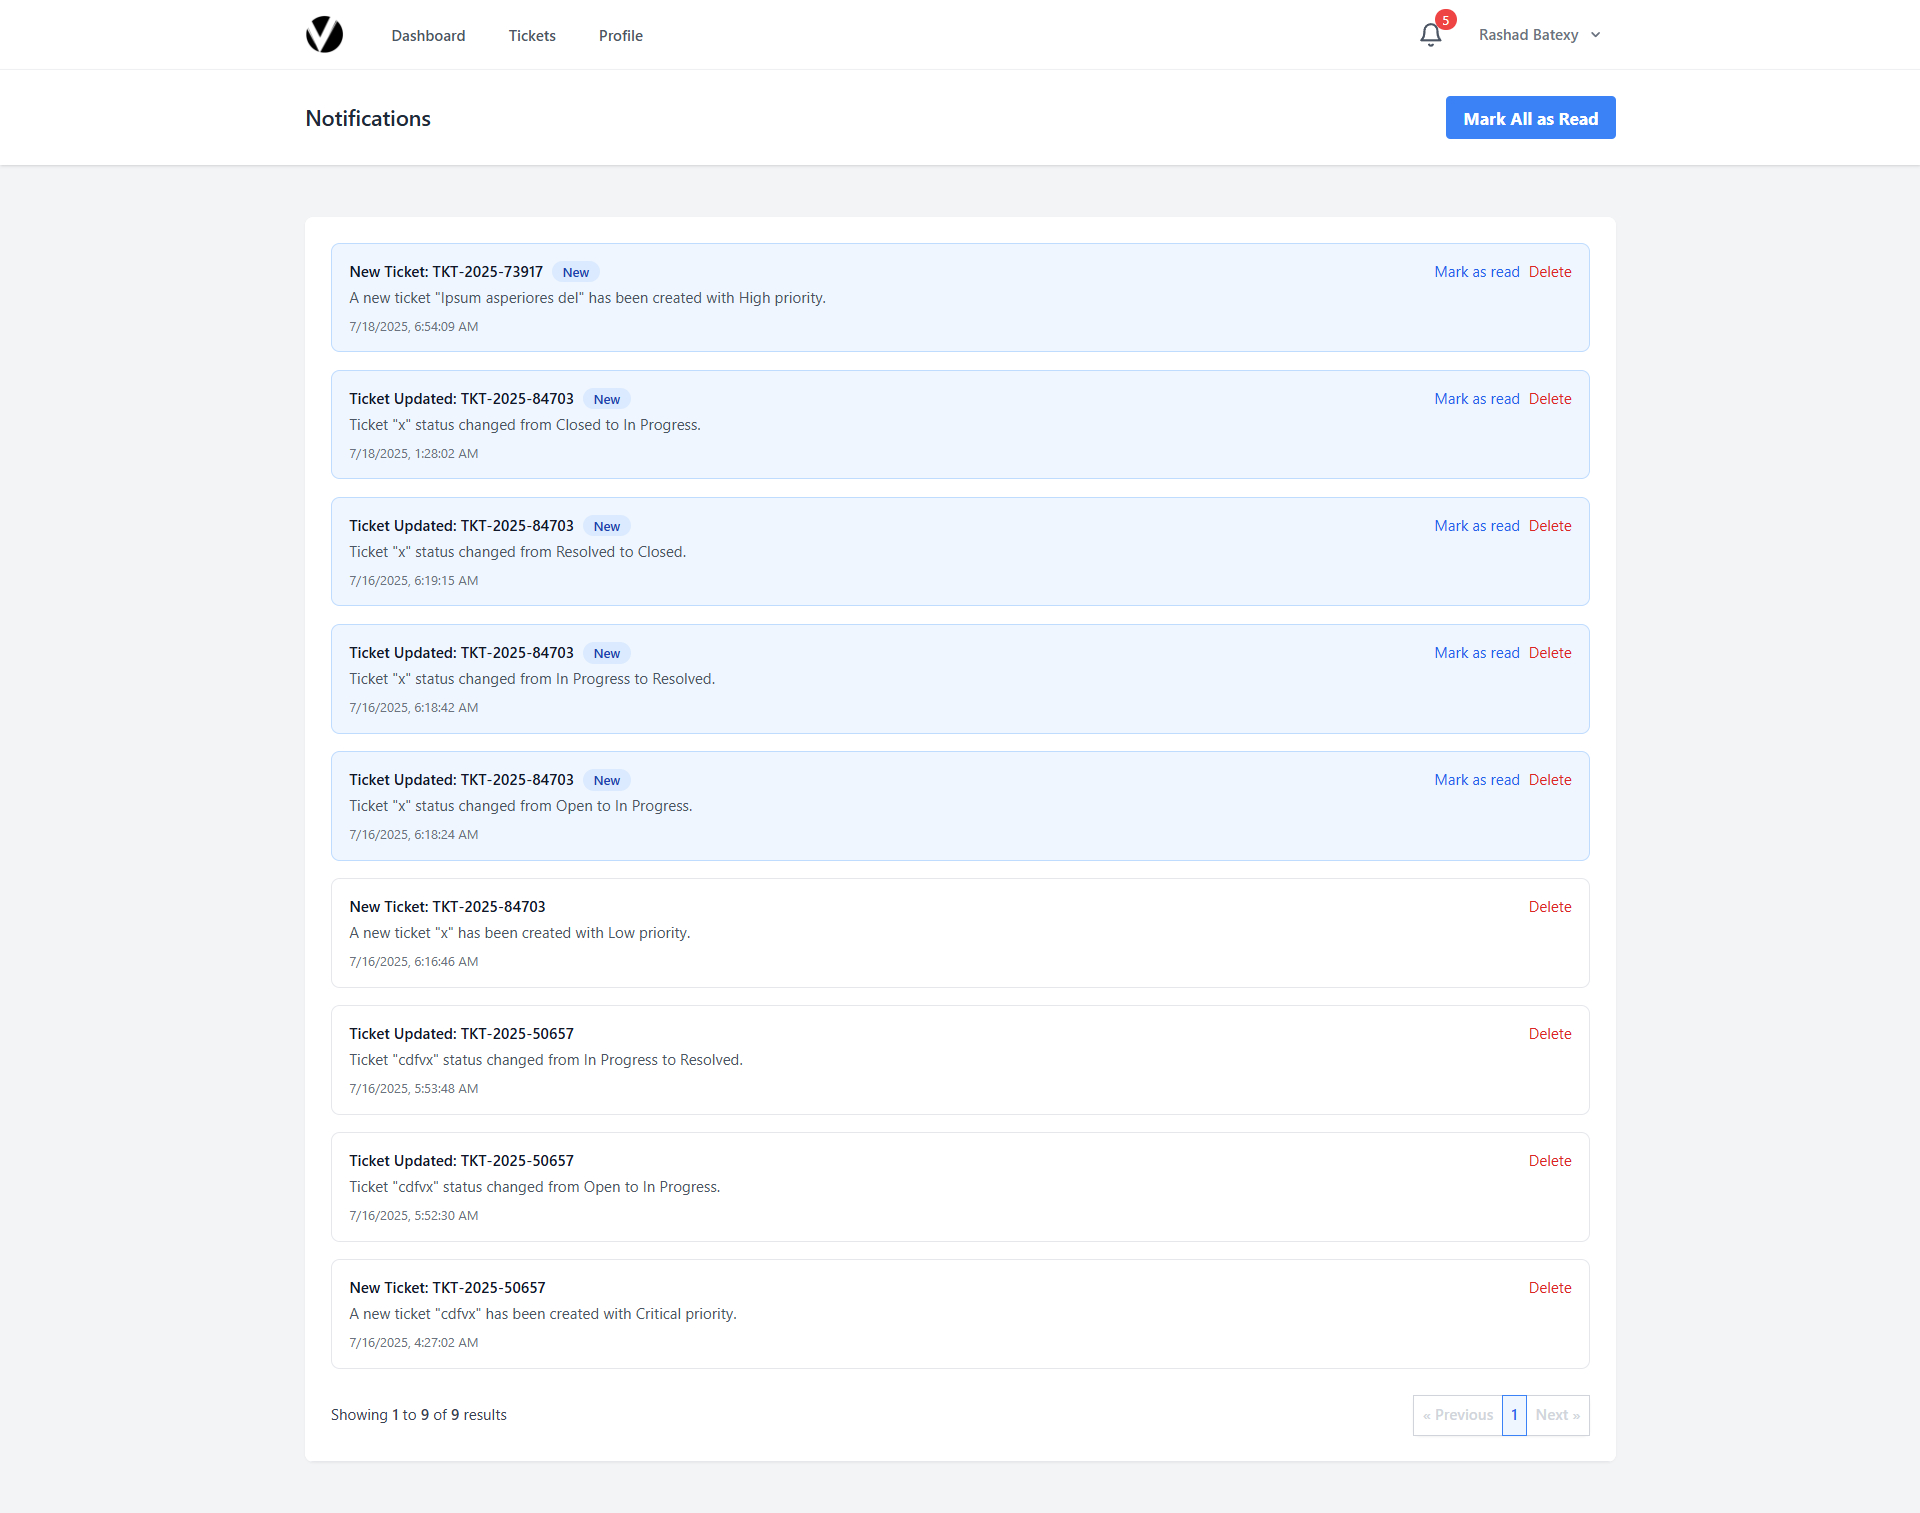 Dashboard Tickets Profile 5 Rashad Batexy
Notifications Mark All as Read
New Ticket: TKT-2025-73917 New Mark as read Delete
A new ticket "Ipsum asperiores del" has been created with High priority.
7/18/2025, 6:54:09 AM
Ticket Updated: TKT-2025-84703 New Mark as read Delete
Ticket "x" status changed from Closed to In Progress.
7/18/2025, 1:28:02 AM
Ticket Updated: TKT-2025-84703 New Mark as read Delete
Ticket "x" status changed from Resolved to Closed.
7/16/2025, 6:19:15 AM
Ticket Updated: TKT-2025-84703 New Mark as read Delete
Ticket "x" status changed from In Progress to Resolved.
7/16/2025, 6:18:42 AM
Ticket Updated: TKT-2025-84703 New Mark as read Delete
Ticket "x" status changed from Open to In Progress.
7/16/2025, 6:18:24 AM
New Ticket: TKT-2025-84703 Delete
A new ticket "x" has been created with Low priority.
7/16/2025, 6:16:46 AM
Ticket Updated: TKT-2025-50657 Delete
Ticket "cdfvx" status changed from In Progress to Resolved.
7/16/2025, 5:53:48 AM
Ticket Updated: TKT-2025-50657 Delete
Ticket "cdfvx" status changed from Open to In Progress.
7/16/2025, 5:52:30 AM
New Ticket: TKT-2025-50657 Delete
A new ticket "cdfvx" has been created with Critical priority.
7/16/2025, 4:27:02 AM
Showing 1 to 9 of 9 results « Previous 1 Next »